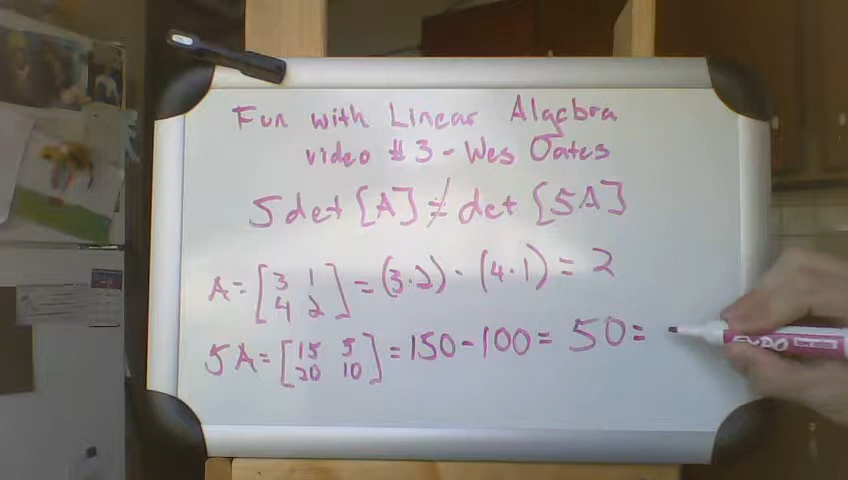 Fun with Linear Algebra
video #3 - Wes Oates
5det [A] ≠ det [5A]
A = [3 1 = (3·2) - (4·1) = 2
4 2]
5A = [15 5 = 150 - 100 = 50 =
20 10]
EXPO